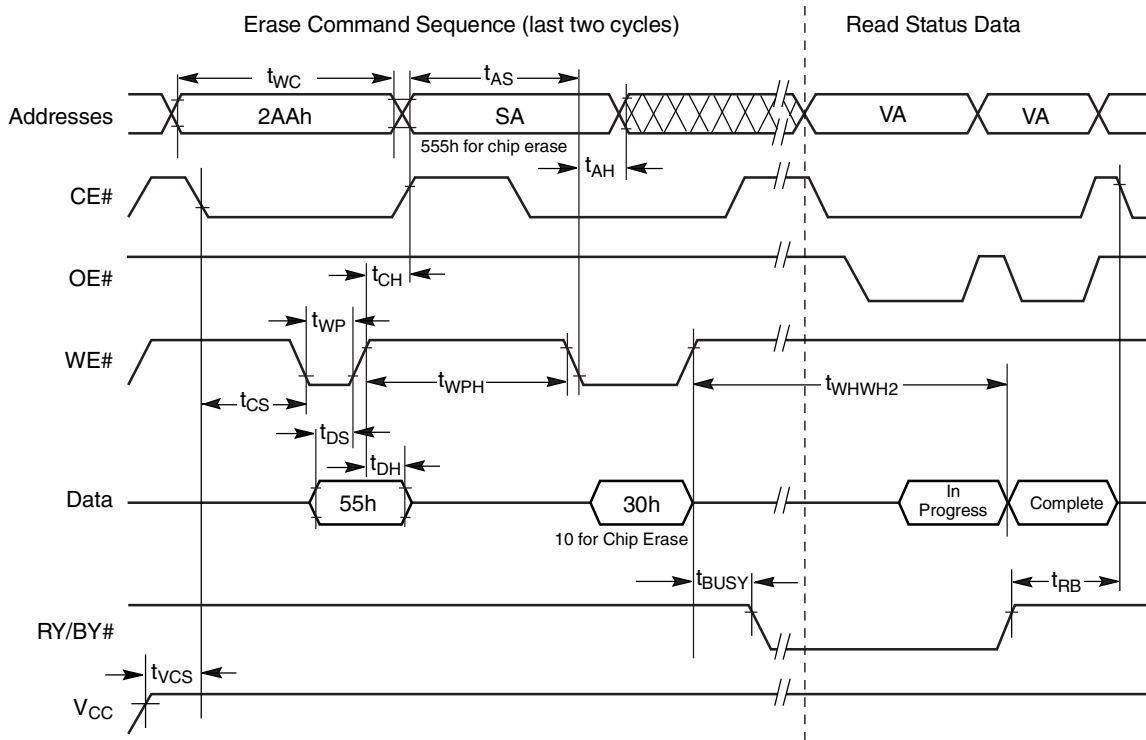 Erase Command Sequence (last two cycles)
Read Status Data
tWC
tAS
Addresses
2AAh
SA
VA
VA
555h for chip erase
tAH
CE#
OE#
tCH
tWP
WE#
tWPH
tWHWH2
tCS
tDS
tDH
Data
55h
30h
In
Progress
Complete
10 for Chip Erase
tBUSY
tRB
RY/BY#
tVCS
VCC